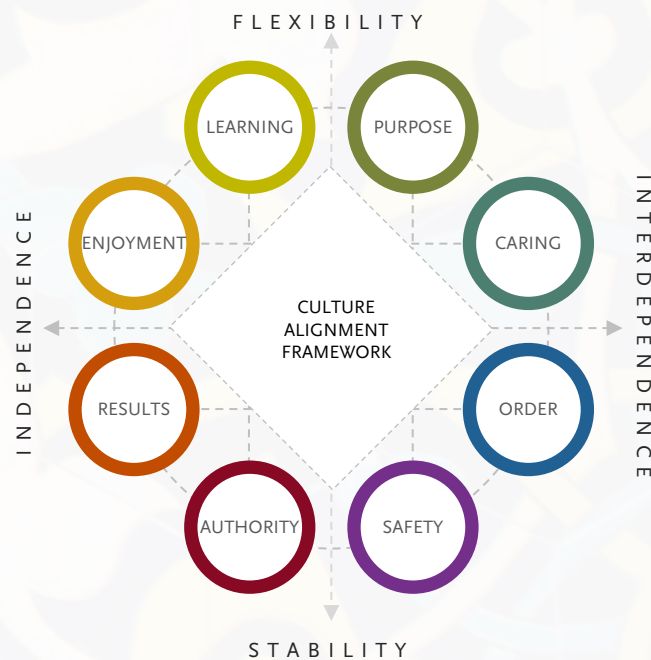 FLEXIBILITY
LEARNING
PURPOSE
ENJOYMENT
CARING
INDEPENDENCE
INTERDEPENDENCE
CULTURE
ALIGNMENT
FRAMEWORK
RESULTS
ORDER
AUTHORITY
SAFETY
STABILITY